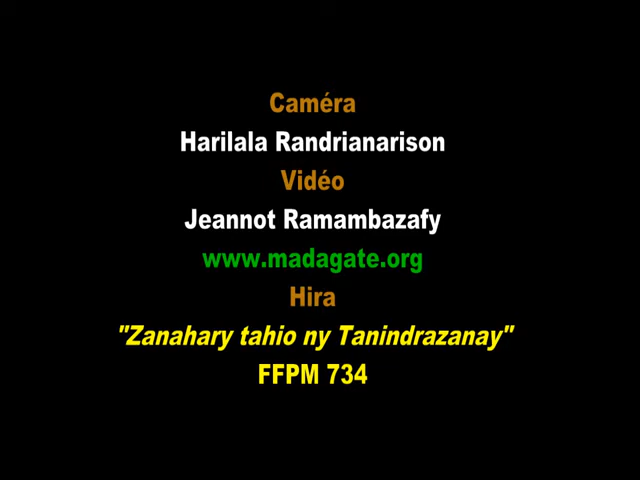 Caméra
Harilala Randrianarison
Vidéo
Jeannot Ramambazafy
www.madagate.org
Hira
"Zanahary tahio ny Tanindrazanay"
FFPM 734